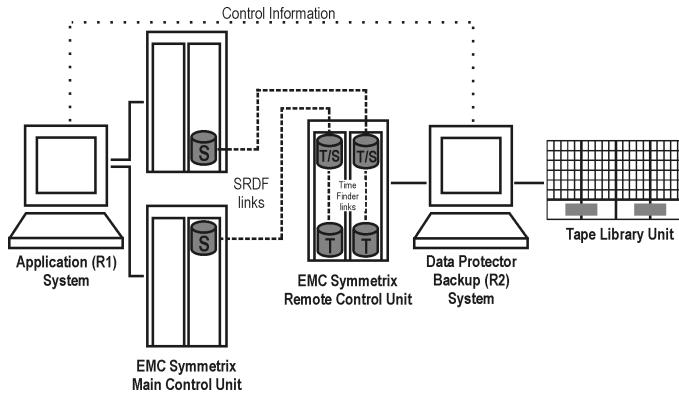 Control Information
S
T/S T/S
SRDF
links
Time
Finder
links
S
T T
Application (R1)
System
EMC Symmetrix
Remote Control Unit
Data Protector
Backup (R2)
System
Tape Library Unit
EMC Symmetrix
Main Control Unit